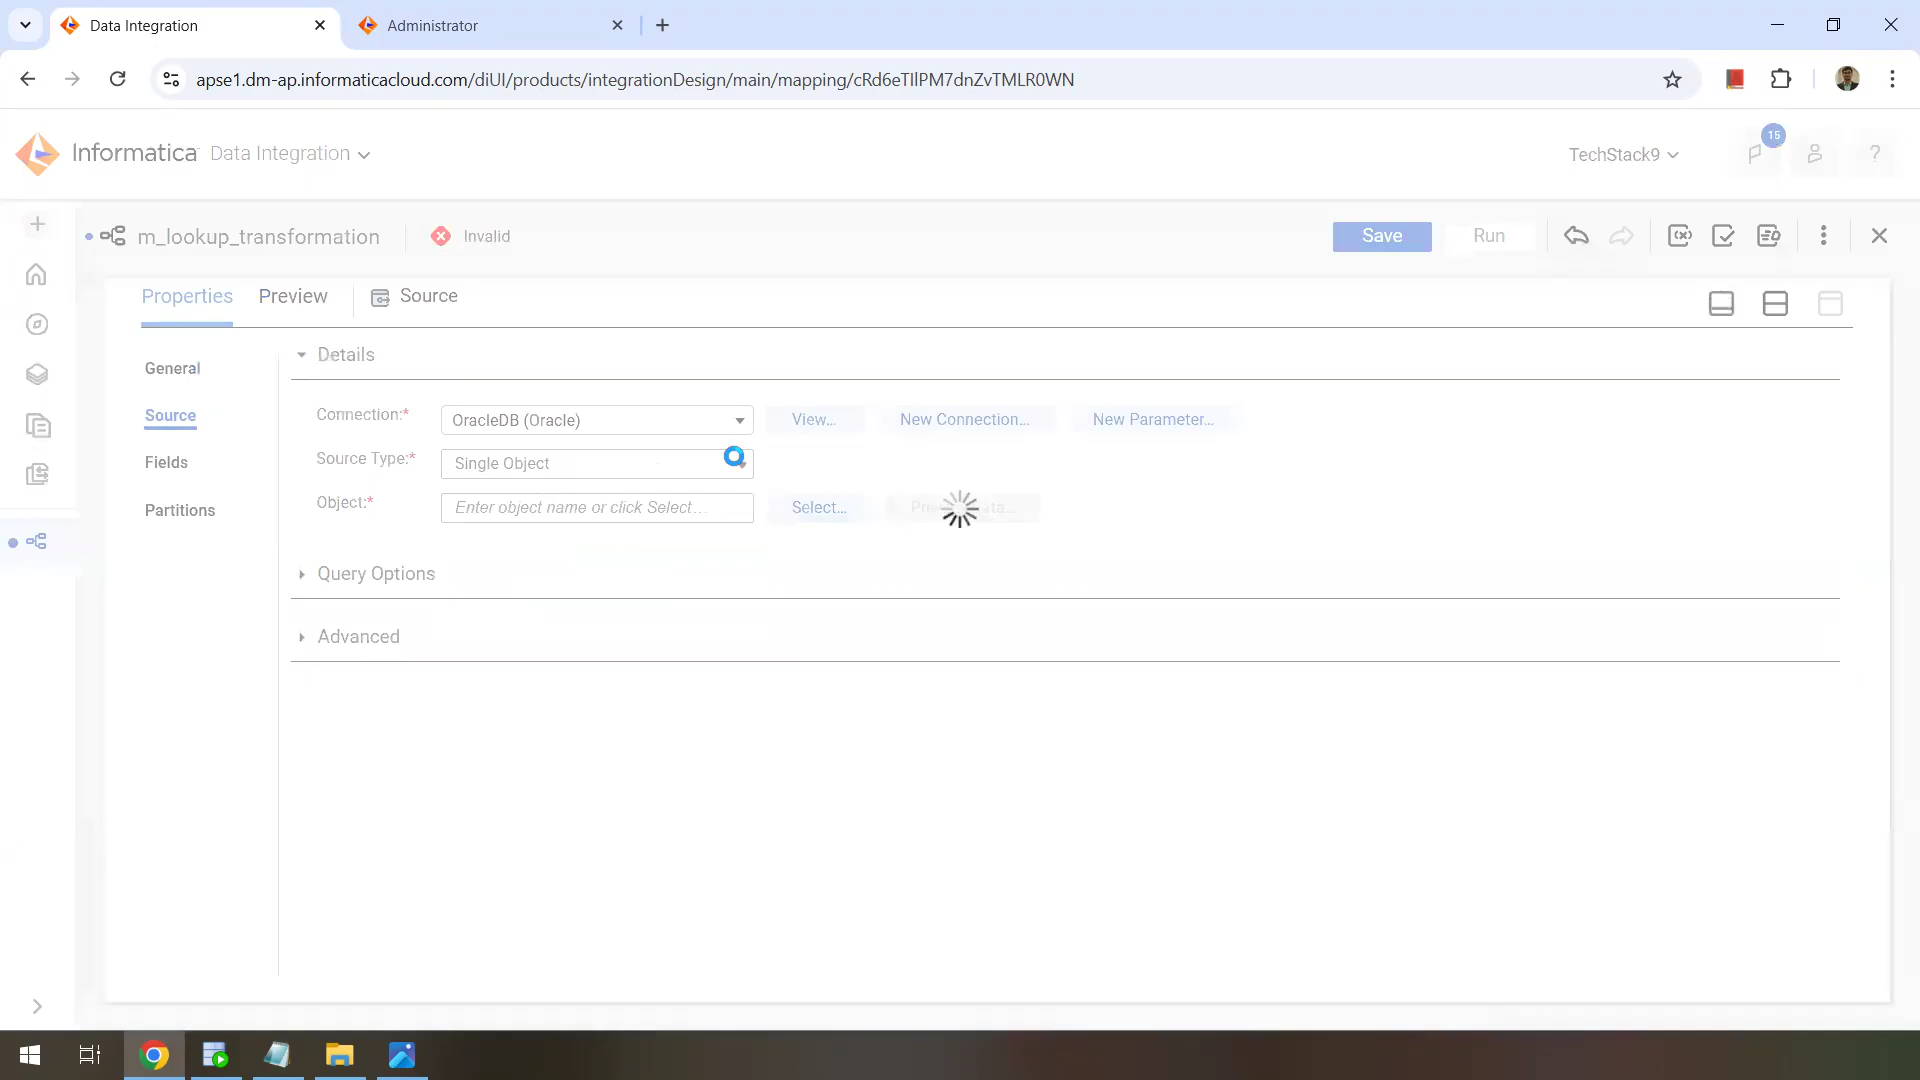 Data Integration
Administrator
apse1.dm-ap.informaticacloud.com/diUI/products/integrationDesign/main/mapping/cRd6eTIlPM7dnZvTMLR0WN
Informatica Data Integration
TechStack9
15
?
m_lookup_transformation
Invalid
Save
Run
Properties
Preview
Source
General
Source
Fields
Partitions
Details
Connection:*
OracleDB (Oracle)
View...
New Connection...
New Parameter...
Source Type:*
Single Object
Object:*
Enter object name or click Select...
Select...
Query Options
Advanced